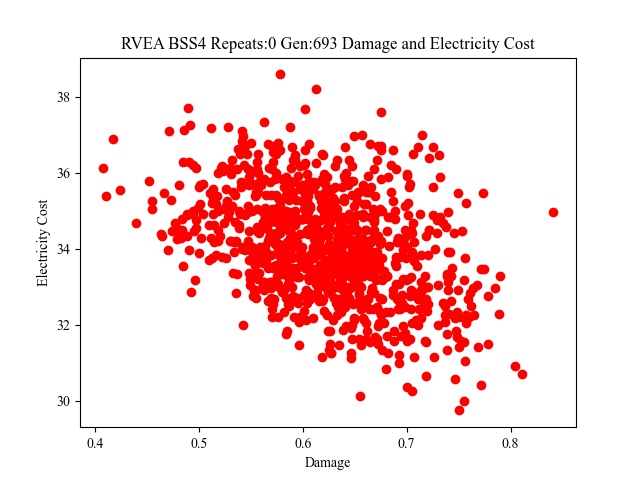 RVEA BSS4 Repeats:0 Gen:693 Damage and Electricity Cost
38
36
34
32
30
Electricity Cost
0.4 0.5 0.6 0.7 0.8
Damage